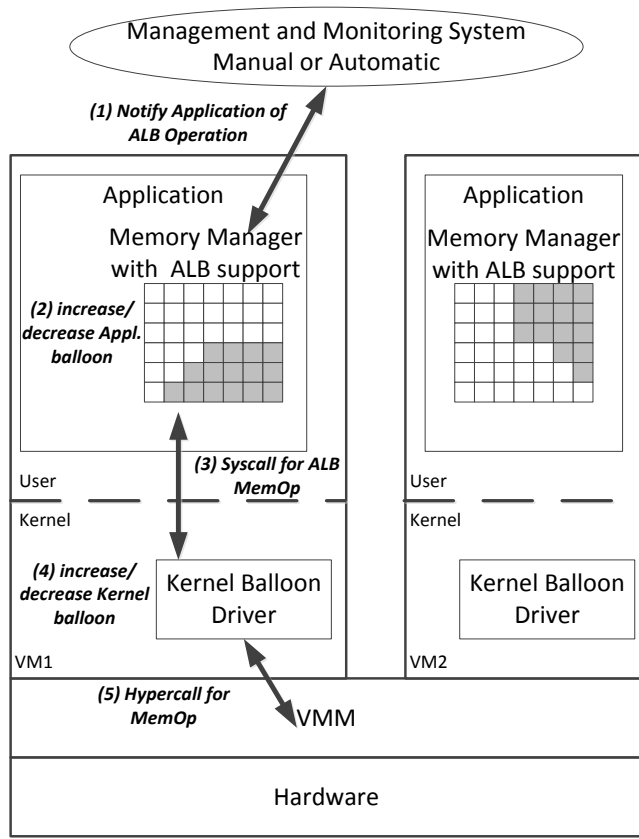 Management and Monitoring System
Manual or Automatic
(1) Notify Application of
ALB Operation
Application
Memory Manager
with ALB support
(2) increase/
decrease Appl.
balloon
(3) Syscall for ALB
MemOp
User
Kernel
(4) increase/
decrease Kernel
balloon
Kernel Balloon
Driver
VM1
Application
Memory Manager
with ALB support
User
Kernel
Kernel Balloon
Driver
VM2
(5) Hypercall for
MemOp
VMM
Hardware